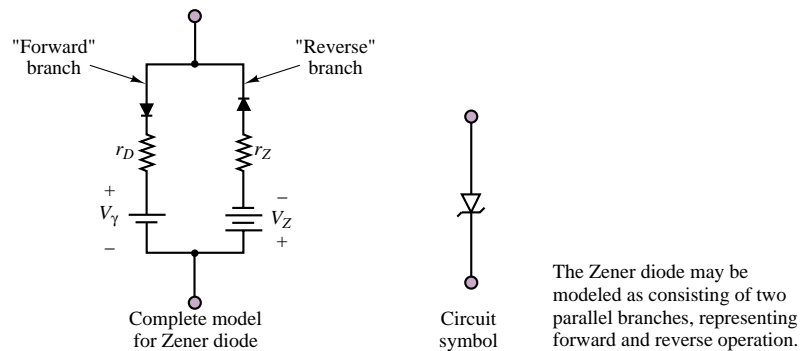 "Forward"
branch
"Reverse"
branch
r_D
r_Z
+
V_γ
–
–
V_Z
+
Complete model
for Zener diode
Circuit
symbol
The Zener diode may be
modeled as consisting of two
parallel branches, representing
forward and reverse operation.